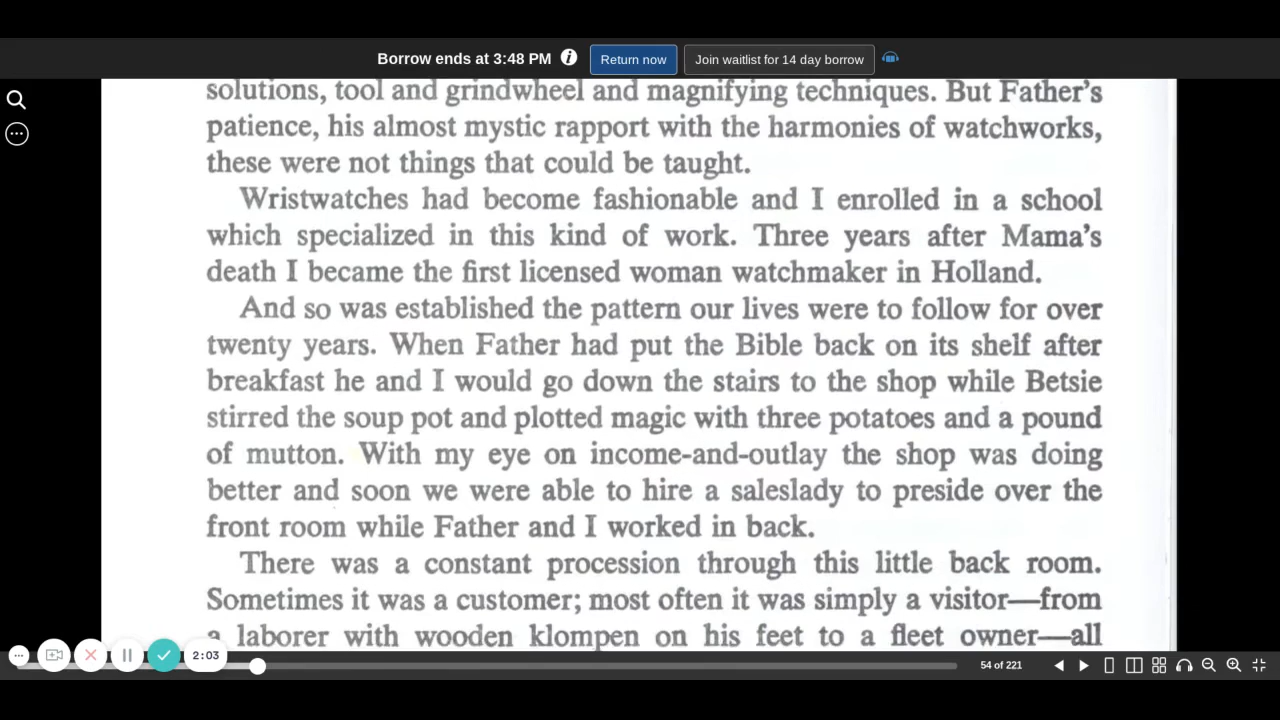 Borrow ends at 3:48 PM
Return now
Join waitlist for 14 day borrow
solutions, tool and grindwheel and magnifying techniques. But Father's
patience, his almost mystic rapport with the harmonies of watchworks,
these were not things that could be taught.
Wristwatches had become fashionable and I enrolled in a school
which specialized in this kind of work. Three years after Mama's
death I became the first licensed woman watchmaker in Holland.
And so was established the pattern our lives were to follow for over
twenty years. When Father had put the Bible back on its shelf after
breakfast he and I would go down the stairs to the shop while Betsie
stirred the soup pot and plotted magic with three potatoes and a pound
of mutton. With my eye on income-and-outlay the shop was doing
better and soon we were able to hire a saleslady to preside over the
front room while Father and I worked in back.
There was a constant procession through this little back room.
Sometimes it was a customer; most often it was simply a visitor—from
a laborer with wooden klompen on his feet to a fleet owner—all
2:03
54 of 221